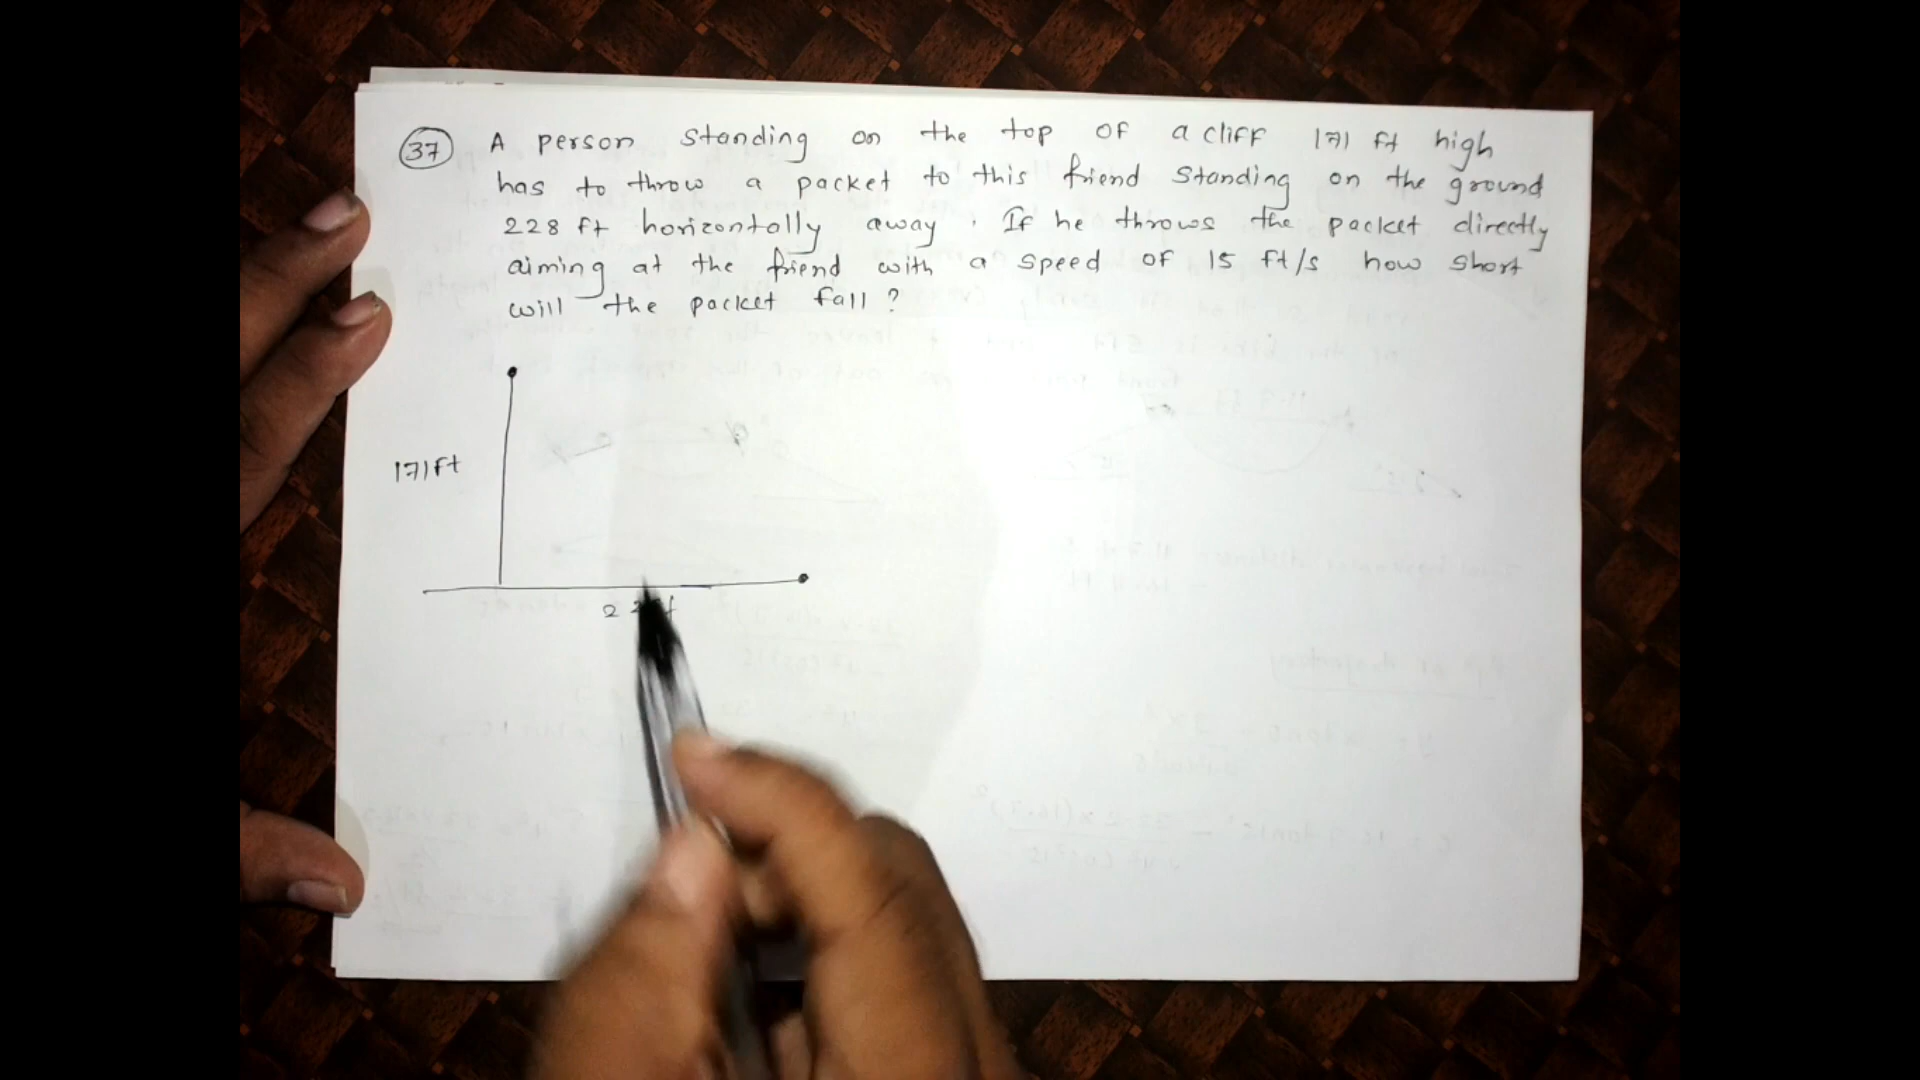 37 A person standing on the top of a cliff 171 ft high
has to throw a packet to this friend standing on the ground
228 ft horizontally away. If he throws the packet directly
aiming at the friend with a speed of 15 ft/s how short
will the packet fall?
171ft
2